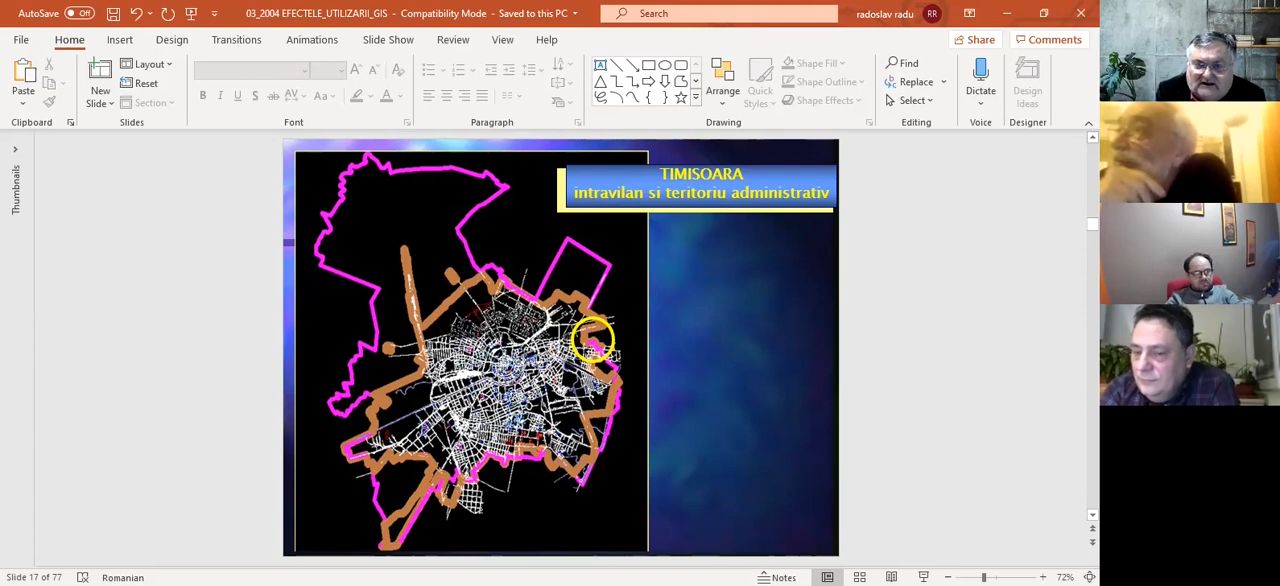 AutoSave Off 03_2004 EFECTELE_UTILIZARII_GIS - Compatibility Mode - Saved to this PC Search radoslav radu RR
File Home Insert Design Transitions Animations Slide Show Review View Help Share Comments
Paste New Slide Layout Reset Section
B I U S ab AV Aa A A A A
Arrange Quick Styles Shape Fill Shape Outline Shape Effects
Find Replace Select Dictate Design Ideas
Clipboard Slides Font Paragraph Drawing Editing Voice Designer
Thumbnails
TIMISOARA
intravilan si teritoriu administrativ
Slide 17 of 77 Romanian Notes 72%